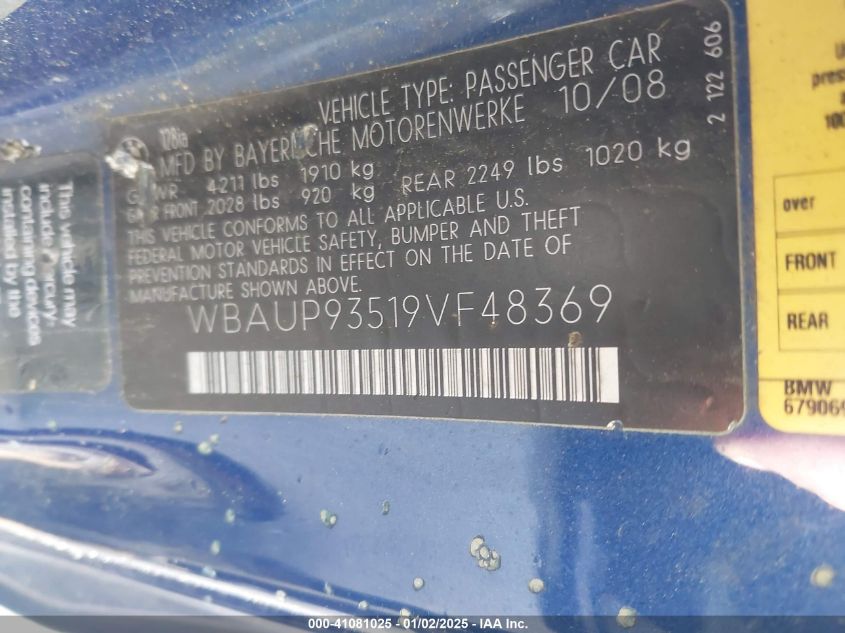 128ia
VEHICLE TYPE: PASSENGER CAR
MFD BY BAYERISCHE MOTORENWERKE 10/08
4211 lbs 1910 kg
FRONT 2028 lbs 920 kg REAR 2249 lbs 1020 kg
THIS VEHICLE CONFORMS TO ALL APPLICABLE U.S.
FEDERAL MOTOR VEHICLE SAFETY, BUMPER AND THEFT
PREVENTION STANDARDS IN EFFECT ON THE DATE OF
MANUFACTURE SHOWN ABOVE.
WBAUP93519VF48369
2 122 606
The vehicle may
include
containing devices
installed by the
over
FRONT
REAR
BMW
000-41081025 - 01/02/2025 - IAA Inc.